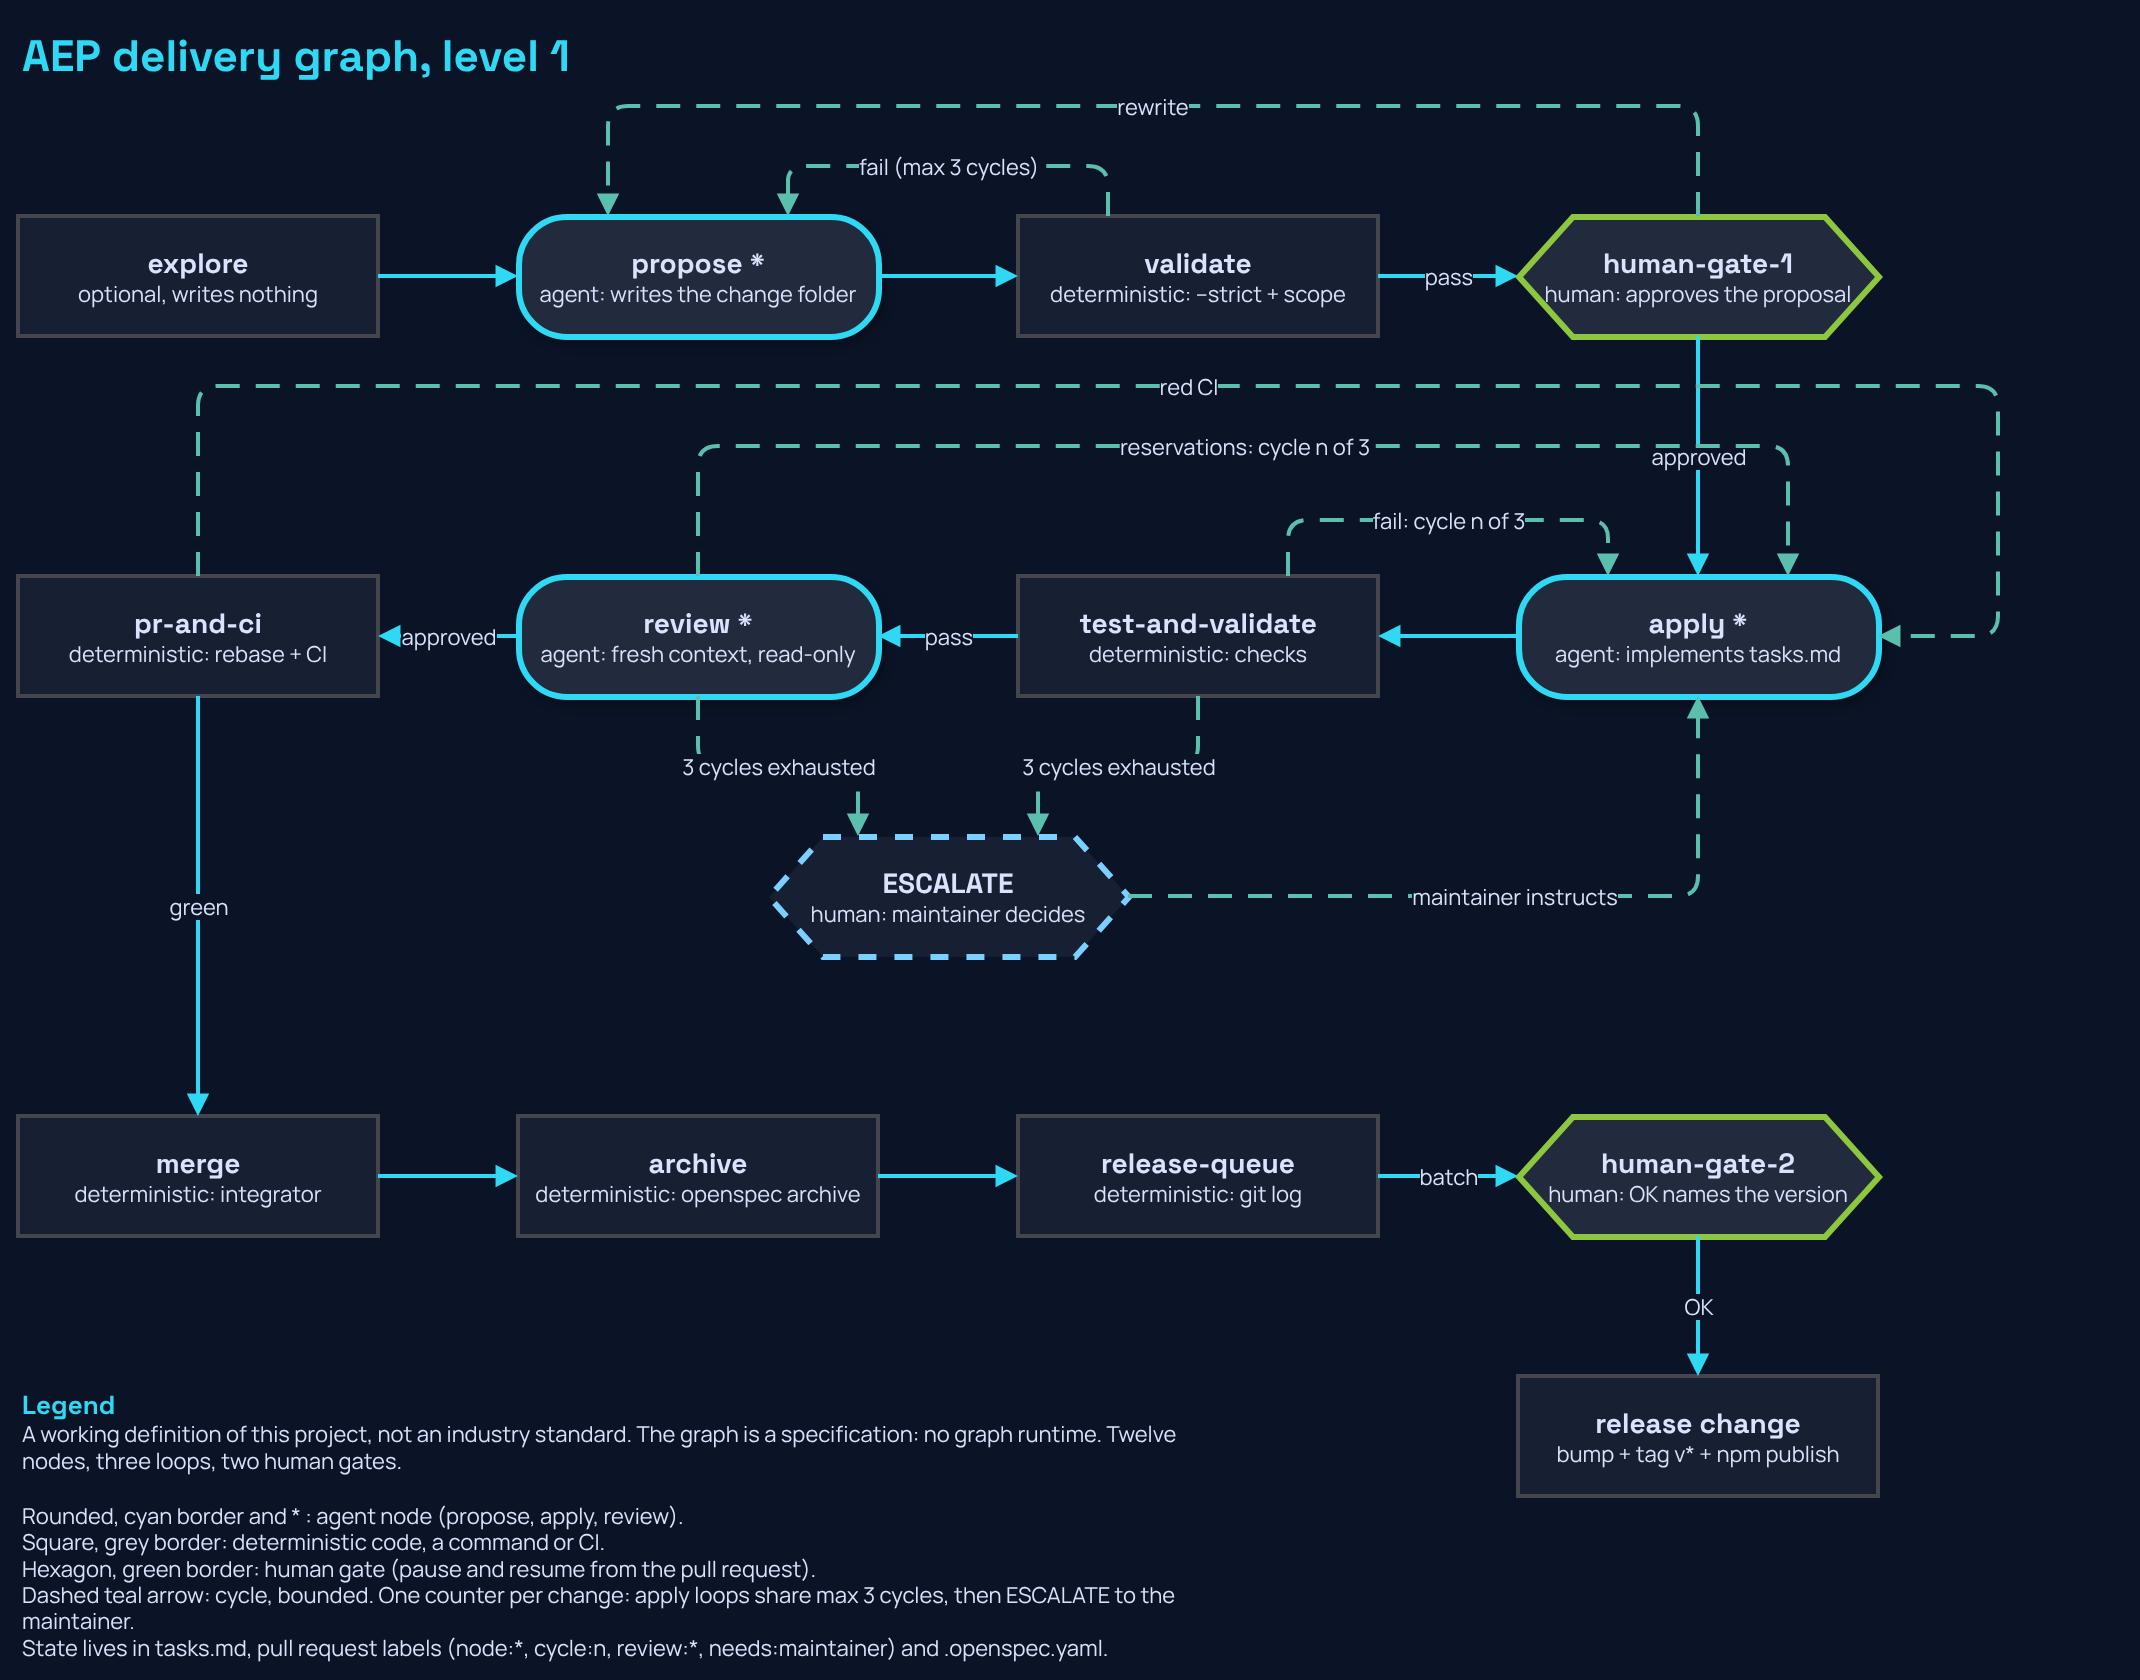 AEP delivery graph, level 1
rewrite
fail (max 3 cycles)
explore
optional, writes nothing
propose *
agent: writes the change folder
validate
deterministic: –strict + scope
pass
human-gate-1
human: approves the proposal
red CI
reservations: cycle n of 3
approved
fail: cycle n of 3
pr-and-ci
deterministic: rebase + CI
approved
review *
agent: fresh context, read-only
pass
test-and-validate
deterministic: checks
apply *
agent: implements tasks.md
3 cycles exhausted
3 cycles exhausted
ESCALATE
human: maintainer decides
maintainer instructs
green
merge
deterministic: integrator
archive
deterministic: openspec archive
release-queue
deterministic: git log
batch
human-gate-2
human: OK names the version
OK
release change
bump + tag v* + npm publish
Legend
A working definition of this project, not an industry standard. The graph is a specification: no graph runtime. Twelve
nodes, three loops, two human gates.
Rounded, cyan border and * : agent node (propose, apply, review).
Square, grey border: deterministic code, a command or CI.
Hexagon, green border: human gate (pause and resume from the pull request).
Dashed teal arrow: cycle, bounded. One counter per change: apply loops share max 3 cycles, then ESCALATE to the
maintainer.
State lives in tasks.md, pull request labels (node:*, cycle:n, review:*, needs:maintainer) and .openspec.yaml.